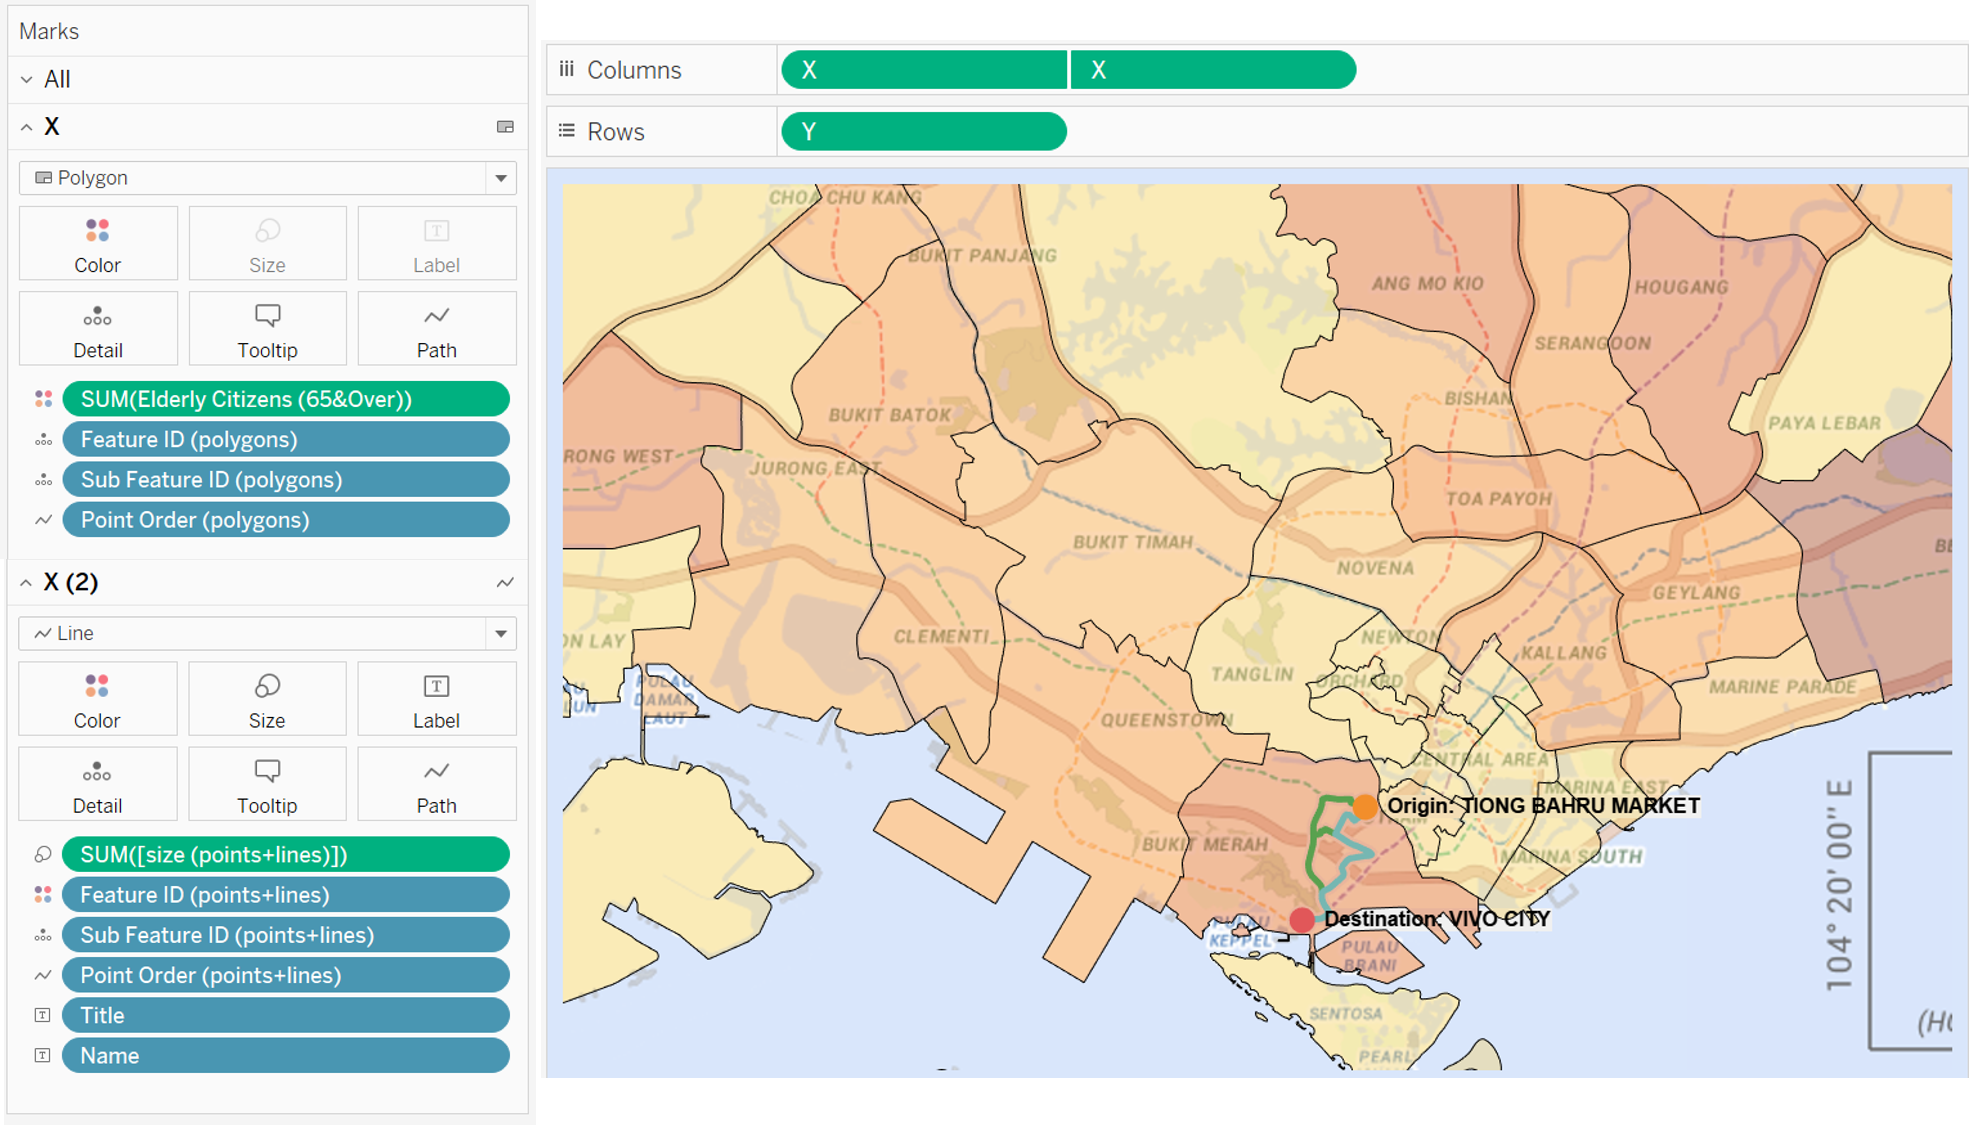 Marks
All
X
Polygon
Color
Size
Label
Detail
Tooltip
Path
SUM(Elderly Citizens (65&Over))
Feature ID (polygons)
Sub Feature ID (polygons)
Point Order (polygons)
X (2)
Line
Color
Size
Label
Detail
Tooltip
Path
SUM([size (points+lines)])
Feature ID (points+lines)
Sub Feature ID (points+lines)
Point Order (points+lines)
Title
Name
Columns
X
X
Rows
Y
CHOA CHU KANG
BUKIT PANJANG
ANG MO KIO
HOUGANG
SERANGOON
BUKIT BATOK
BISHAN
PAYA LEBAR
RONG WEST
JURONG EAST
TOA PAYOH
BUKIT TIMAH
BE
NOVENA
GEYLANG
ON LAY
CLEMENTI
NEWTON
KALLANG
TANGLIN
ORCHARD
MARINE PARADE
PULAU
DAMAR
LAUT
AU
UN
QUEENSTOWN
CENTRAL AREA
MARINA EAST
Origin: TIONG BAHRU MARKET
BUKIT MERAH
MARINA SOUTH
Destination: VIVO CITY
PULAU
KEPPEL
PULAU
BRANI
SENTOSA
PEARL
104° 20' 00" E
(HO